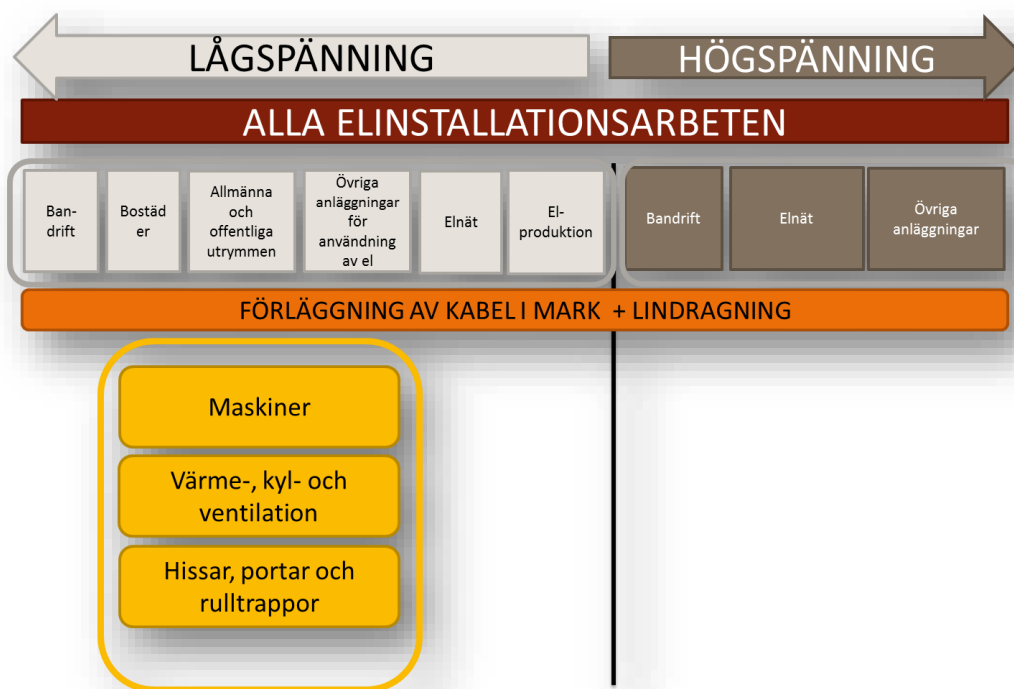 LÅGSPÄNNING
HÖGSPÄNNING
ALLA ELINSTALLATIONSARBETEN
Ban-
drift
Bostäd
er
Allmänna
och
offentliga
utrymmen
Övriga
anläggningar
för
användning
av el
Elnät
El-
produktion
Bandrift
Elnät
Övriga
anläggningar
FÖRLÄGGNING AV KABEL I MARK + LINDRAGNING
Maskiner
Värme-, kyl- och
ventilation
Hissar, portar och
rulltrappor